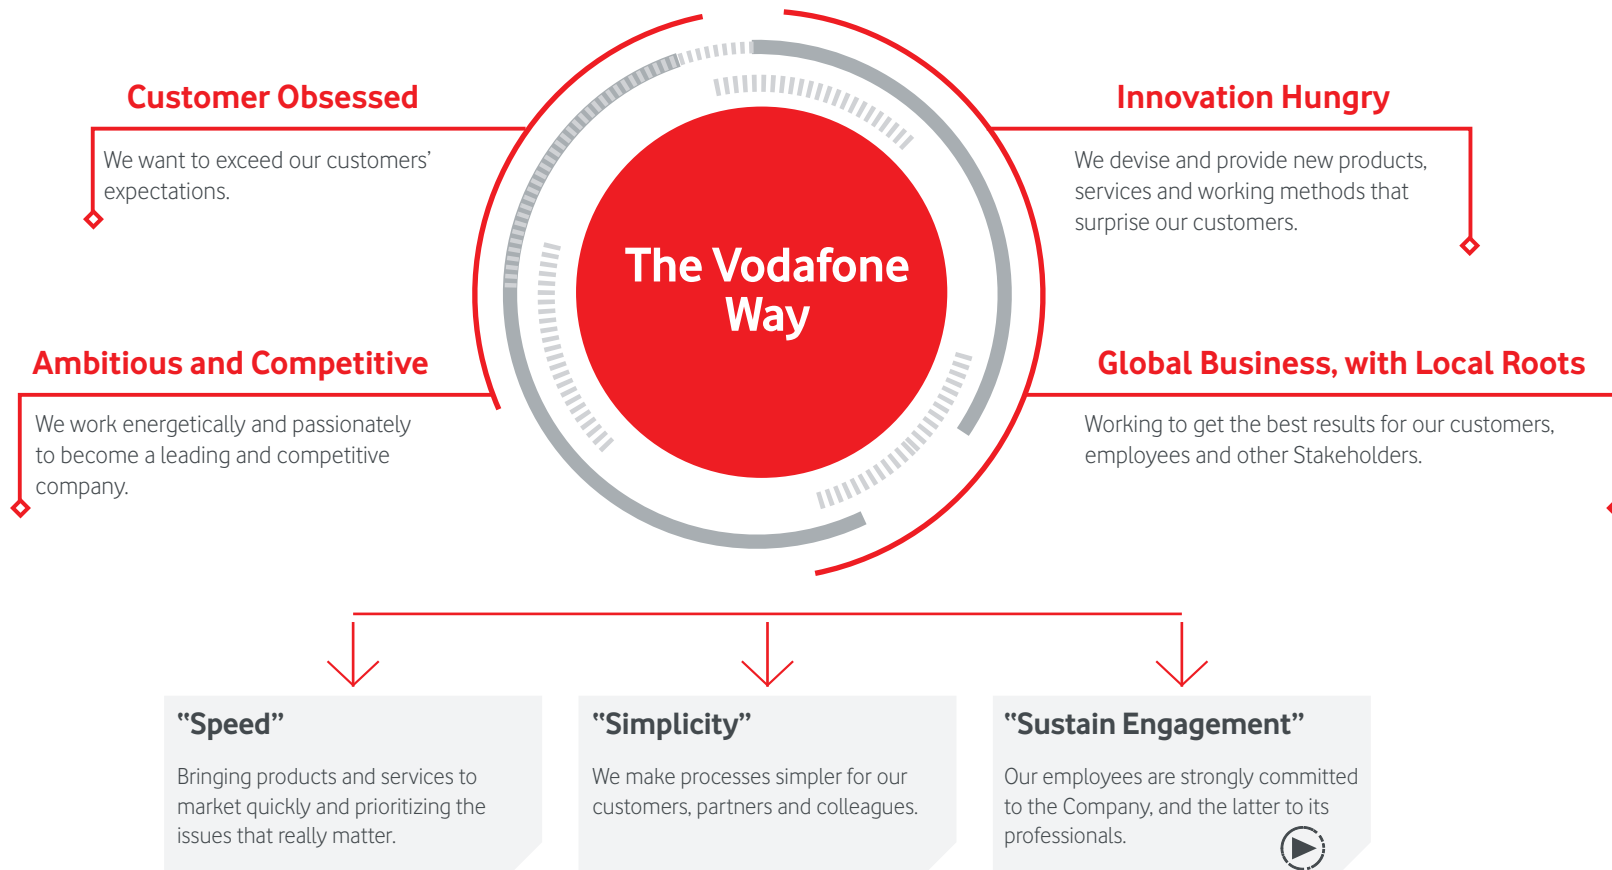 Customer Obsessed
We want to exceed our customers’
expectations.
Innovation Hungry
We devise and provide new products,
services and working methods that
surprise our customers.
The Vodafone
Way
Ambitious and Competitive
We work energetically and passionately
to become a leading and competitive
company.
Global Business, with Local Roots
Working to get the best results for our customers,
employees and other Stakeholders.
“Speed”
Bringing products and services to
market quickly and prioritizing the
issues that really matter.
“Simplicity”
We make processes simpler for our
customers, partners and colleagues.
“Sustain Engagement”
Our employees are strongly committed
to the Company, and the latter to its
professionals.